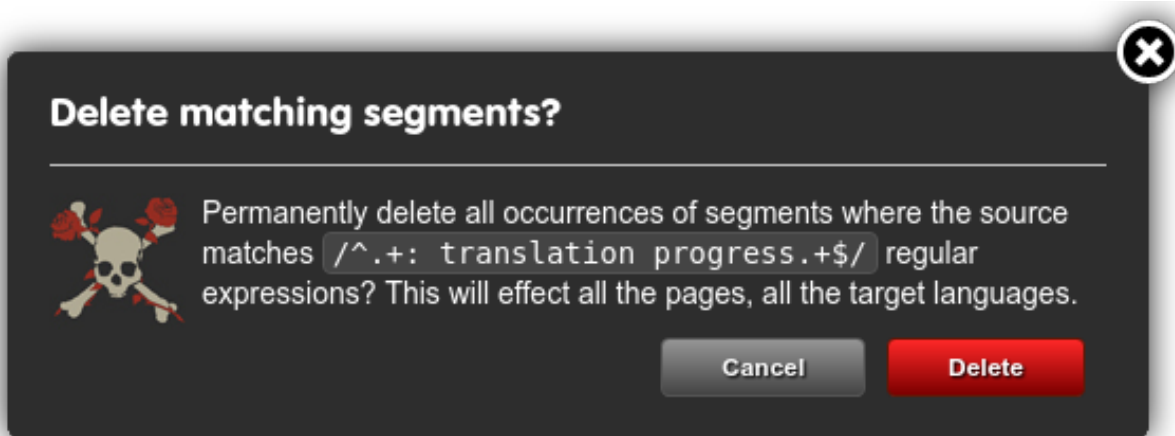 Delete matching segments?
Permanently delete all occurrences of segments where the source
matches /^.+: translation progress.+$/ regular
expressions? This will effect all the pages, all the target languages.
Cancel Delete